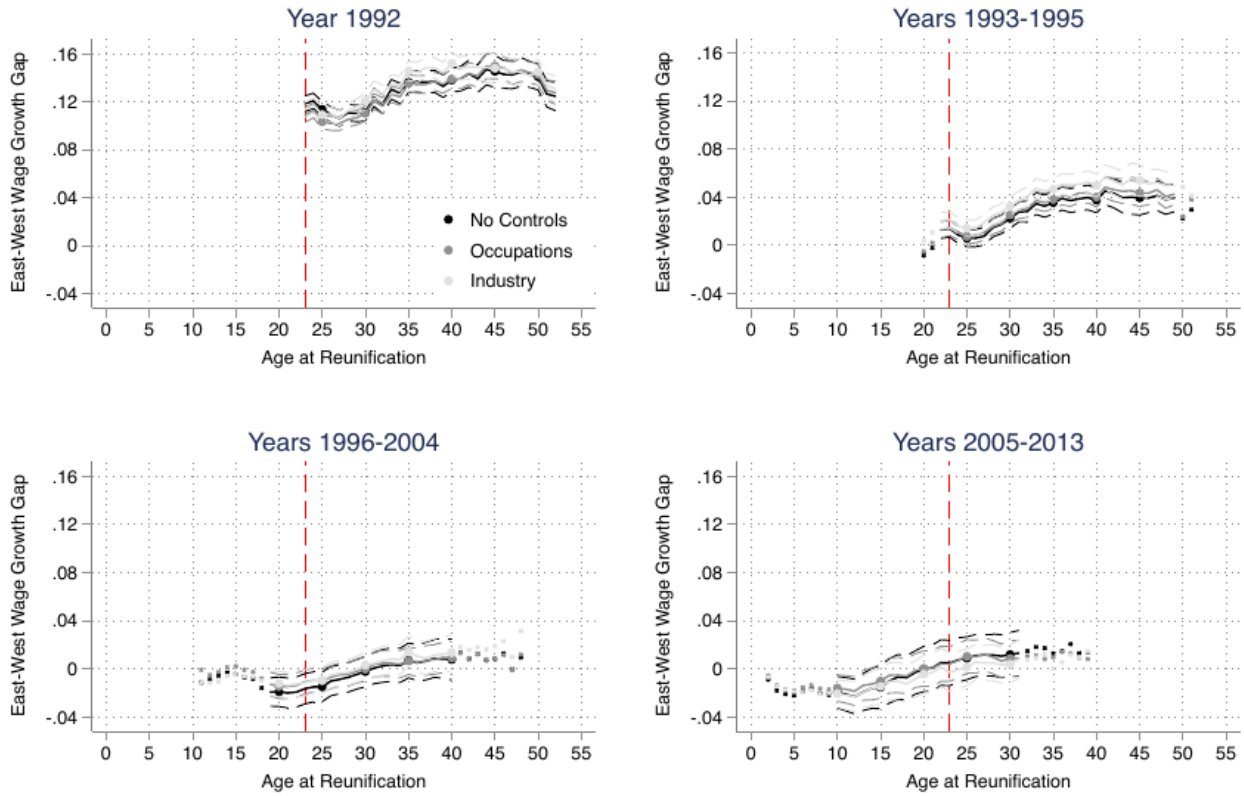 Year 1992
East-West Wage Growth Gap
.16
.12
.08
.04
0
-.04
No Controls
Occupations
Industry
0 5 10 15 20 25 30 35 40 45 50 55
Age at Reunification
Years 1993-1995
East-West Wage Growth Gap
.16
.12
.08
.04
0
-.04
0 5 10 15 20 25 30 35 40 45 50 55
Age at Reunification
Years 1996-2004
East-West Wage Growth Gap
.16
.12
.08
.04
0
-.04
0 5 10 15 20 25 30 35 40 45 50 55
Age at Reunification
Years 2005-2013
East-West Wage Growth Gap
.16
.12
.08
.04
0
-.04
0 5 10 15 20 25 30 35 40 45 50 55
Age at Reunification